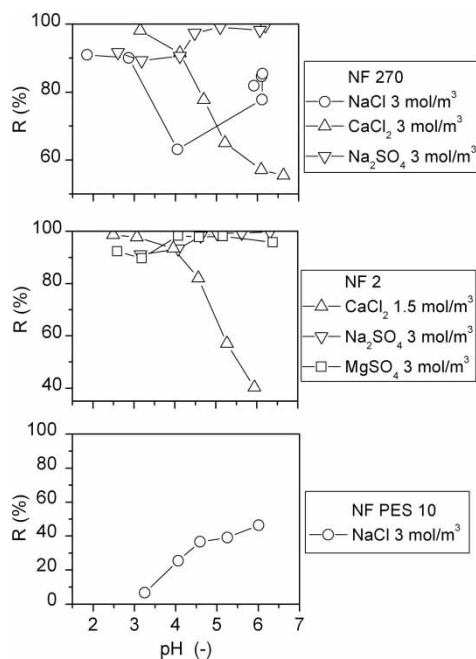 100
80
60
R (%)
NF 270
NaCl 3 mol/m³
CaCl₂ 3 mol/m³
Na₂SO₄ 3 mol/m³
100
80
60
40
R (%)
NF 2
CaCl₂ 1.5 mol/m³
Na₂SO₄ 3 mol/m³
MgSO₄ 3 mol/m³
100
80
60
40
20
0
R (%)
NF PES 10
NaCl 3 mol/m³
2 3 4 5 6 7
pH (-)